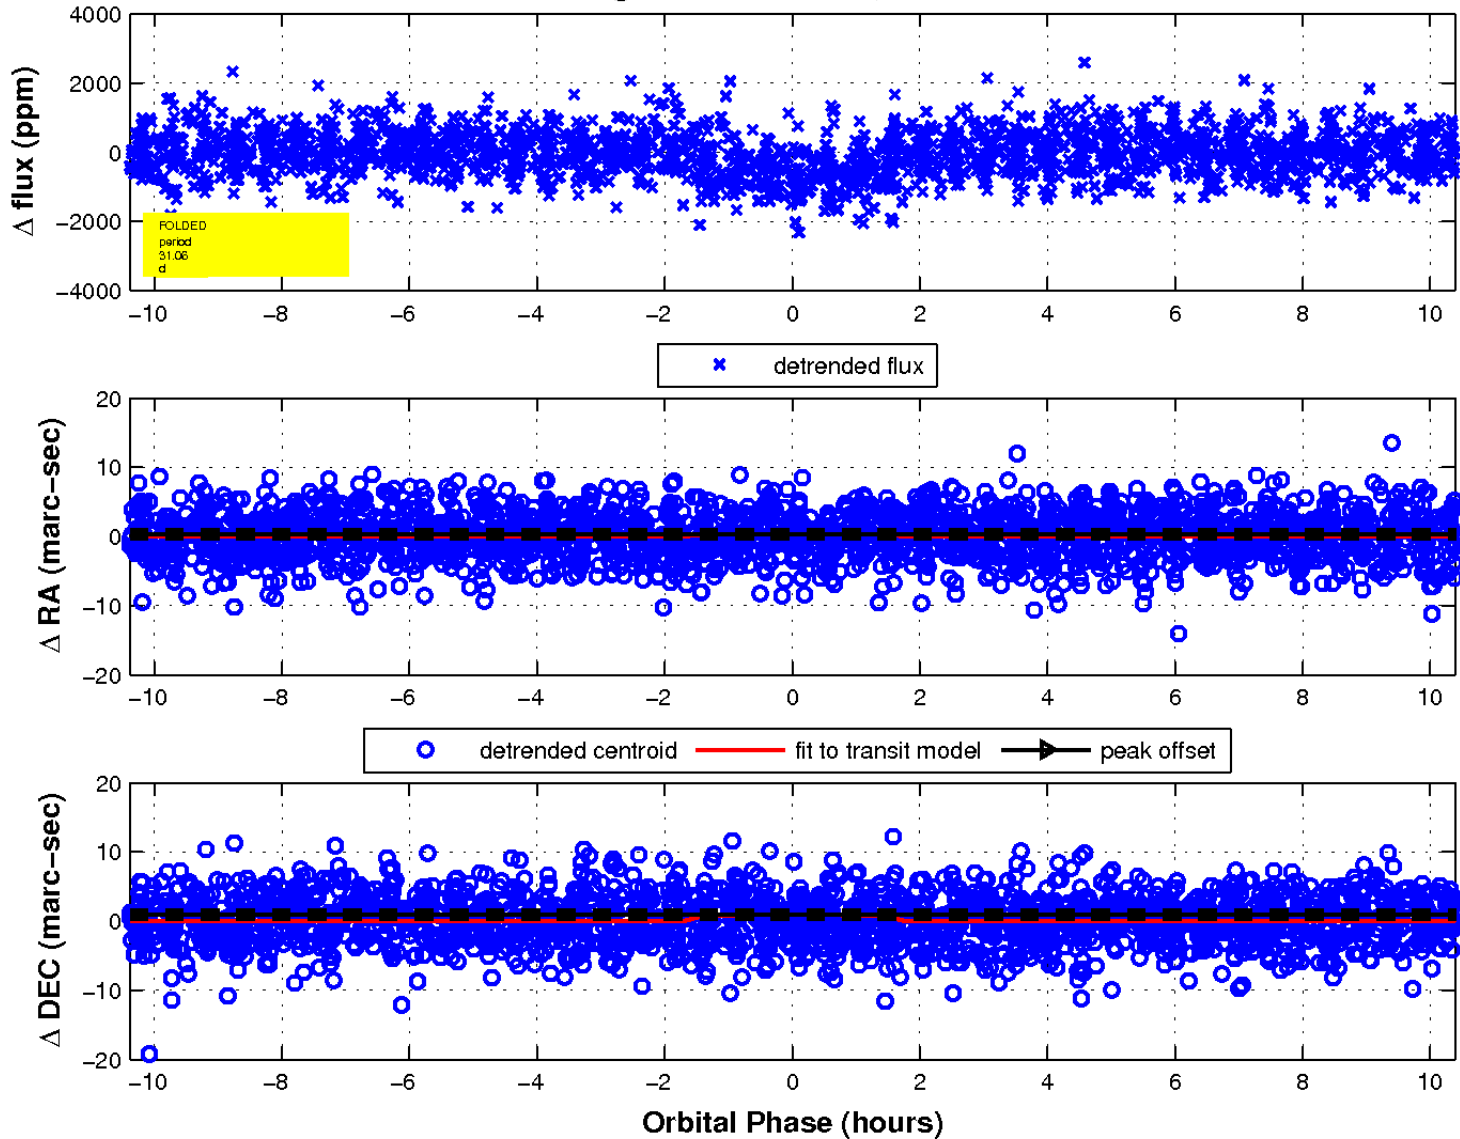 4000
2000
0
−2000
−4000
Δ flux (ppm)
FOLDED
period
31.06
d
−10 −8 −6 −4 −2 0 2 4 6 8 10
detrended flux
20
10
0
−10
−20
Δ RA (marc−sec)
−10 −8 −6 −4 −2 0 2 4 6 8 10
detrended centroid fit to transit model peak offset
20
10
0
−10
−20
Δ DEC (marc−sec)
−10 −8 −6 −4 −2 0 2 4 6 8 10
Orbital Phase (hours)